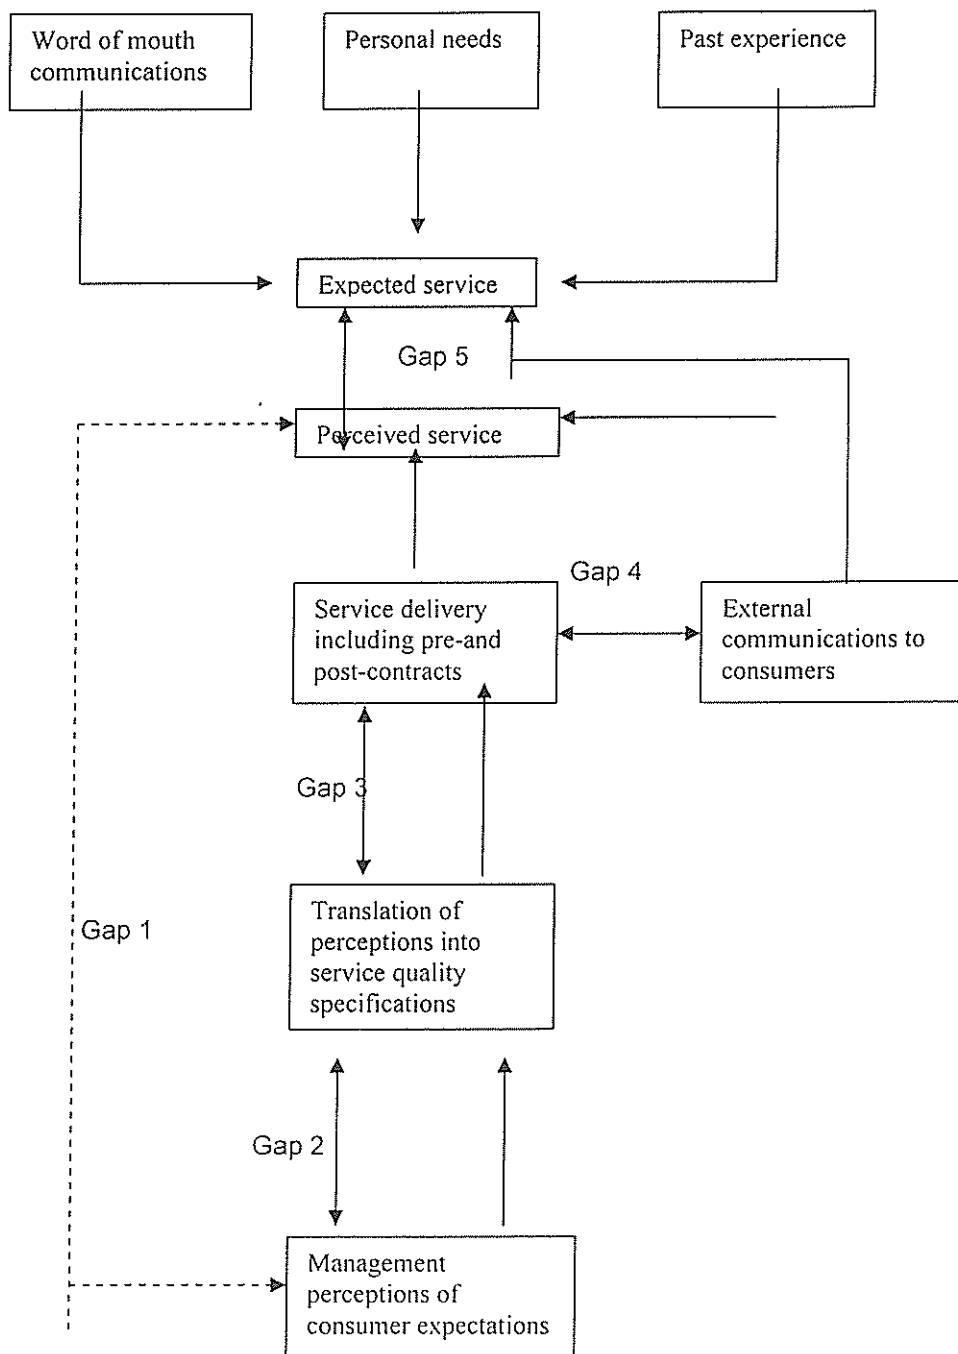 Word of mouth
communications
Personal needs
Past experience
Expected service
Gap 5
Perceived service
Gap 4
Service delivery
including pre-and
post-contracts
External
communications to
consumers
Gap 3
Translation of
perceptions into
service quality
specifications
Gap 1
Gap 2
Management
perceptions of
consumer expectations